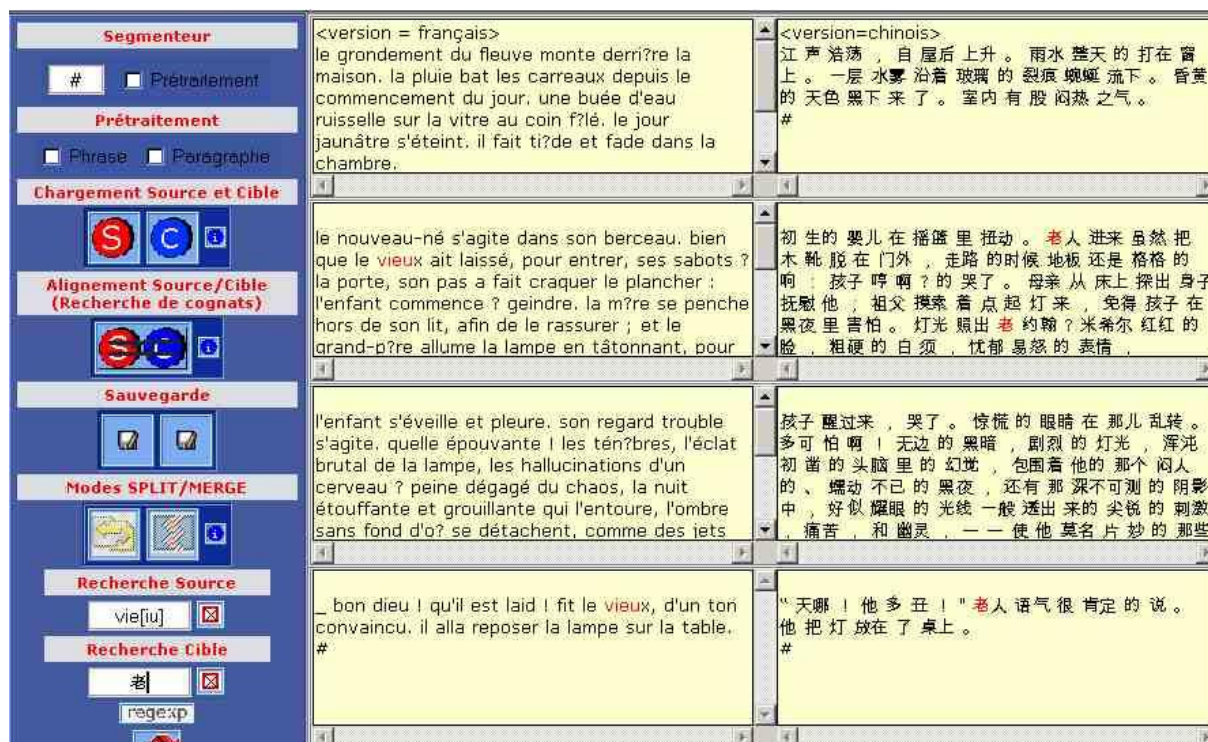 Segmenteur
#
Prétraitement
Prétraitement
Phrase
Paragraphe
Chargement Source et Cible
S
C
Alignement Source/Cible
(Recherche de cognats)
S
C
Sauvegarde
Modes SPLIT/MERGE
Recherche Source
vie[iu]
Recherche Cible
老
regexp
<version = français>
le grondement du fleuve monte derri?re la
maison. la pluie bat les carreaux depuis le
commencement du jour. une buée d'eau
ruisselle sur la vitre au coin f?lé. le jour
jaunâtre s'éteint. il fait ti?de et fade dans la
chambre.
<version=chinois>
江 声 浩荡 , 自 屋后 上升 。 雨水 整天 的 打在 窗
上 。 一层 水雾 沿着 玻璃 的 裂痕 蜿蜒 流下 。 昏黄
的 天色 黑下 来 了 。 室内 有 股 闷热 之气 。
#
le nouveau-né s'agite dans son berceau. bien
que le vieux ait laissé, pour entrer, ses sabots ?
la porte, son pas a fait craquer le plancher :
l'enfant commence ? geindre. la m?re se penche
hors de son lit, afin de le rassurer ; et le
grand-p?re allume la lampe en tâtonnant, pour
初 生的 婴儿 在 摇篮 里 扭动 。 老人 进来 虽然 把
木 靴 脱 在 门外 , 走路 的时候 地板 还是 格格 的
响 : 孩子 哼 啊 ? 的 哭了 。 母亲 从 床上 探出 身子
抚慰 他 ; 祖父 摸索 着 点 起 灯 来 , 免得 孩子 在
黑夜 里 害怕 。 灯光 照出 老 约翰 ? 米希尔 红红 的
脸 , 粗硬 的 白 须 , 忧郁 易怒 的 表情 ,
l'enfant s'éveille et pleure. son regard trouble
s'agite. quelle épouvante ! les tén?bres, l'éclat
brutal de la lampe, les hallucinations d'un
cerveau ? peine dégagé du chaos, la nuit
étouffante et grouillante qui l'entoure, l'ombre
sans fond d'o? se détachent, comme des jets
孩子 醒过来 , 哭了 。 惊慌 的 眼睛 在 那儿 乱转 。
多可 怕 啊 ! 无边 的 黑暗 , 剧烈 的 灯光 , 浑沌
初 凿 的 头脑 里 的 幻觉 , 包围着 他的 那个 闷人
的 、 蠕动 不已 的 黑夜 , 还有 那 深不可测 的 阴影
中 , 好似 耀眼 的 光线 一般 透出 来的 尖锐 的 刺激
, 痛苦 , 和 幽灵 , — — 使 他 莫名 片 妙 的 那些
_ bon dieu ! qu'il est laid ! fit le vieux, d'un ton
convaincu. il alla reposer la lampe sur la table.
#
" 天哪 ! 他 多 丑 ! " 老人 语气 很 肯定 的 说 。
他 把 灯 放在 了 桌上 。
#